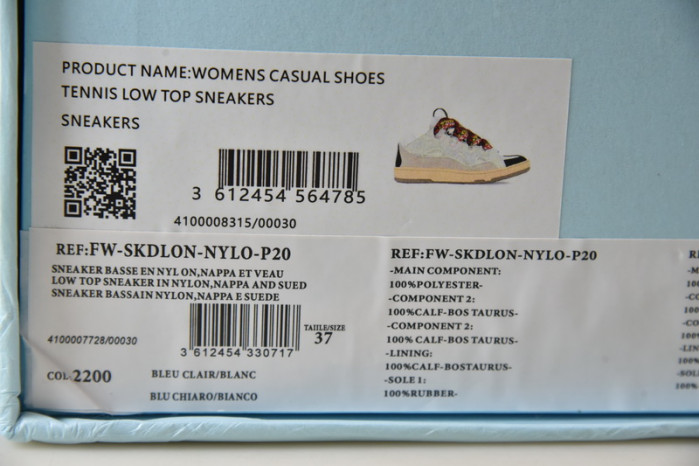 PRODUCT NAME:WOMENS CASUAL SHOES
TENNIS LOW TOP SNEAKERS
SNEAKERS
3 612454 564785
4100008315/00030
REF:FW-SKDLON-NYLO-P20
SNEAKER BASSE EN NYLON,NAPPA ET VEAU
LOW TOP SNEAKER IN NYLON,NAPPA AND SUED
SNEAKER BASSAIN NYLON,NAPPA E SUEDE
4100007728/00030
3 612454 330717
TAIILE/SIZE
37
COL 2200
BLEU CLAIR/BLANC
BLU CHIARO/BIANCO
REF:FW-SKDLON-NYLO-P20
-MAIN COMPONENT:
100%POLYESTER-
-COMPONENT 2:
100%CALF-BOS TAURUS-
-COMPONENT 2:
100% CALF-BOS TAURUS-
-LINING:
100%CALF-BOSTAURUS-
-SOLE 1:
100%RUBBER-